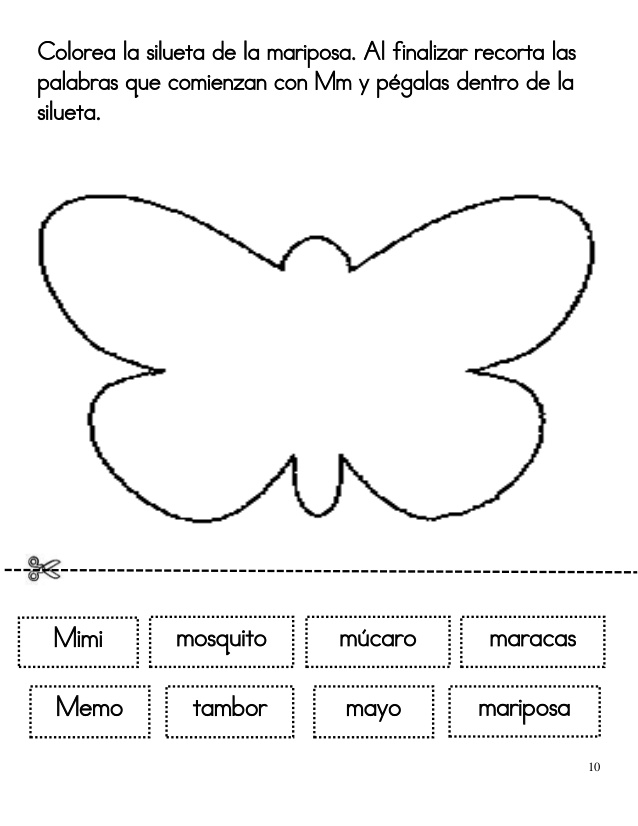 Colorea la silueta de la mariposa. Al finalizar recorta las
palabras que comienzan con Mm y pégalas dentro de la
silueta.
Mimi mosquito múcaro maracas
Memo tambor mayo mariposa
10